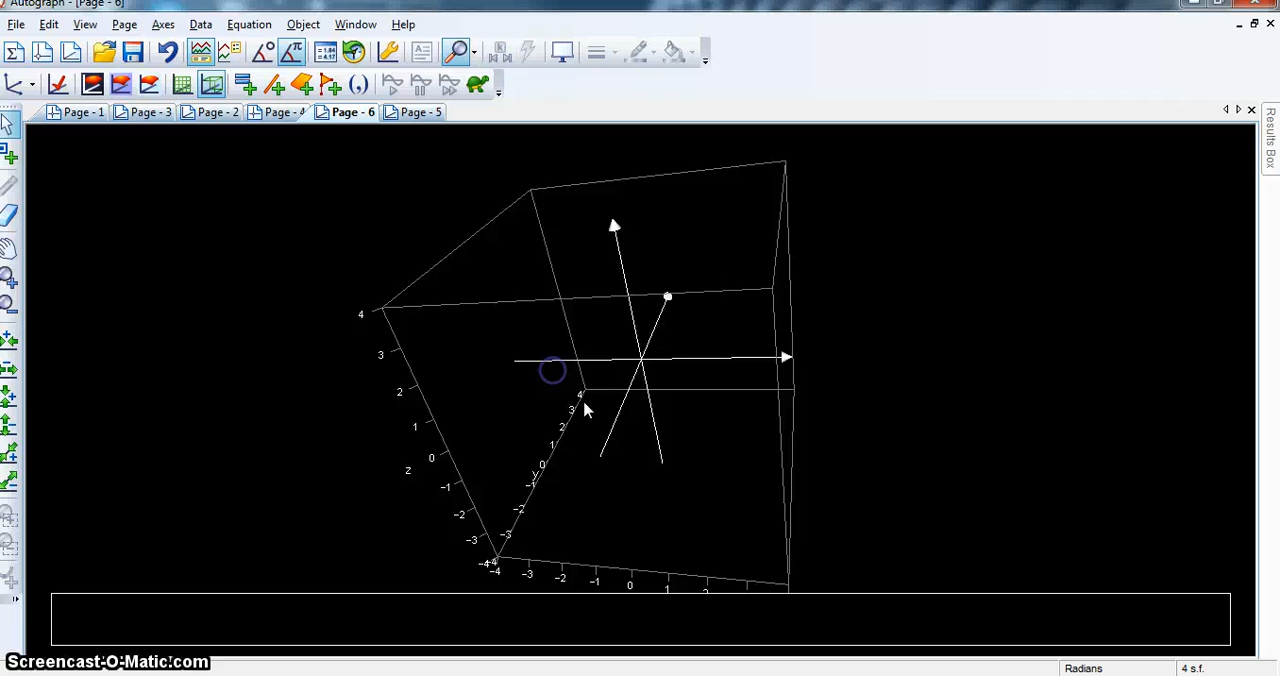 Autograph - [Page - 6]
File Edit View Page Axes Data Equation Object Window Help
Page - 1 Page - 3 Page - 2 Page - 4 Page - 6 Page - 5
Results Box
4
3
2
1
0
z
-1
-2
-3
-4
4
3
2
1
0
y
-1
-2
-3
-4
-4 -3 -2 -1 0 1 2
Screencast-O-Matic.com
Radians 4 s.f.